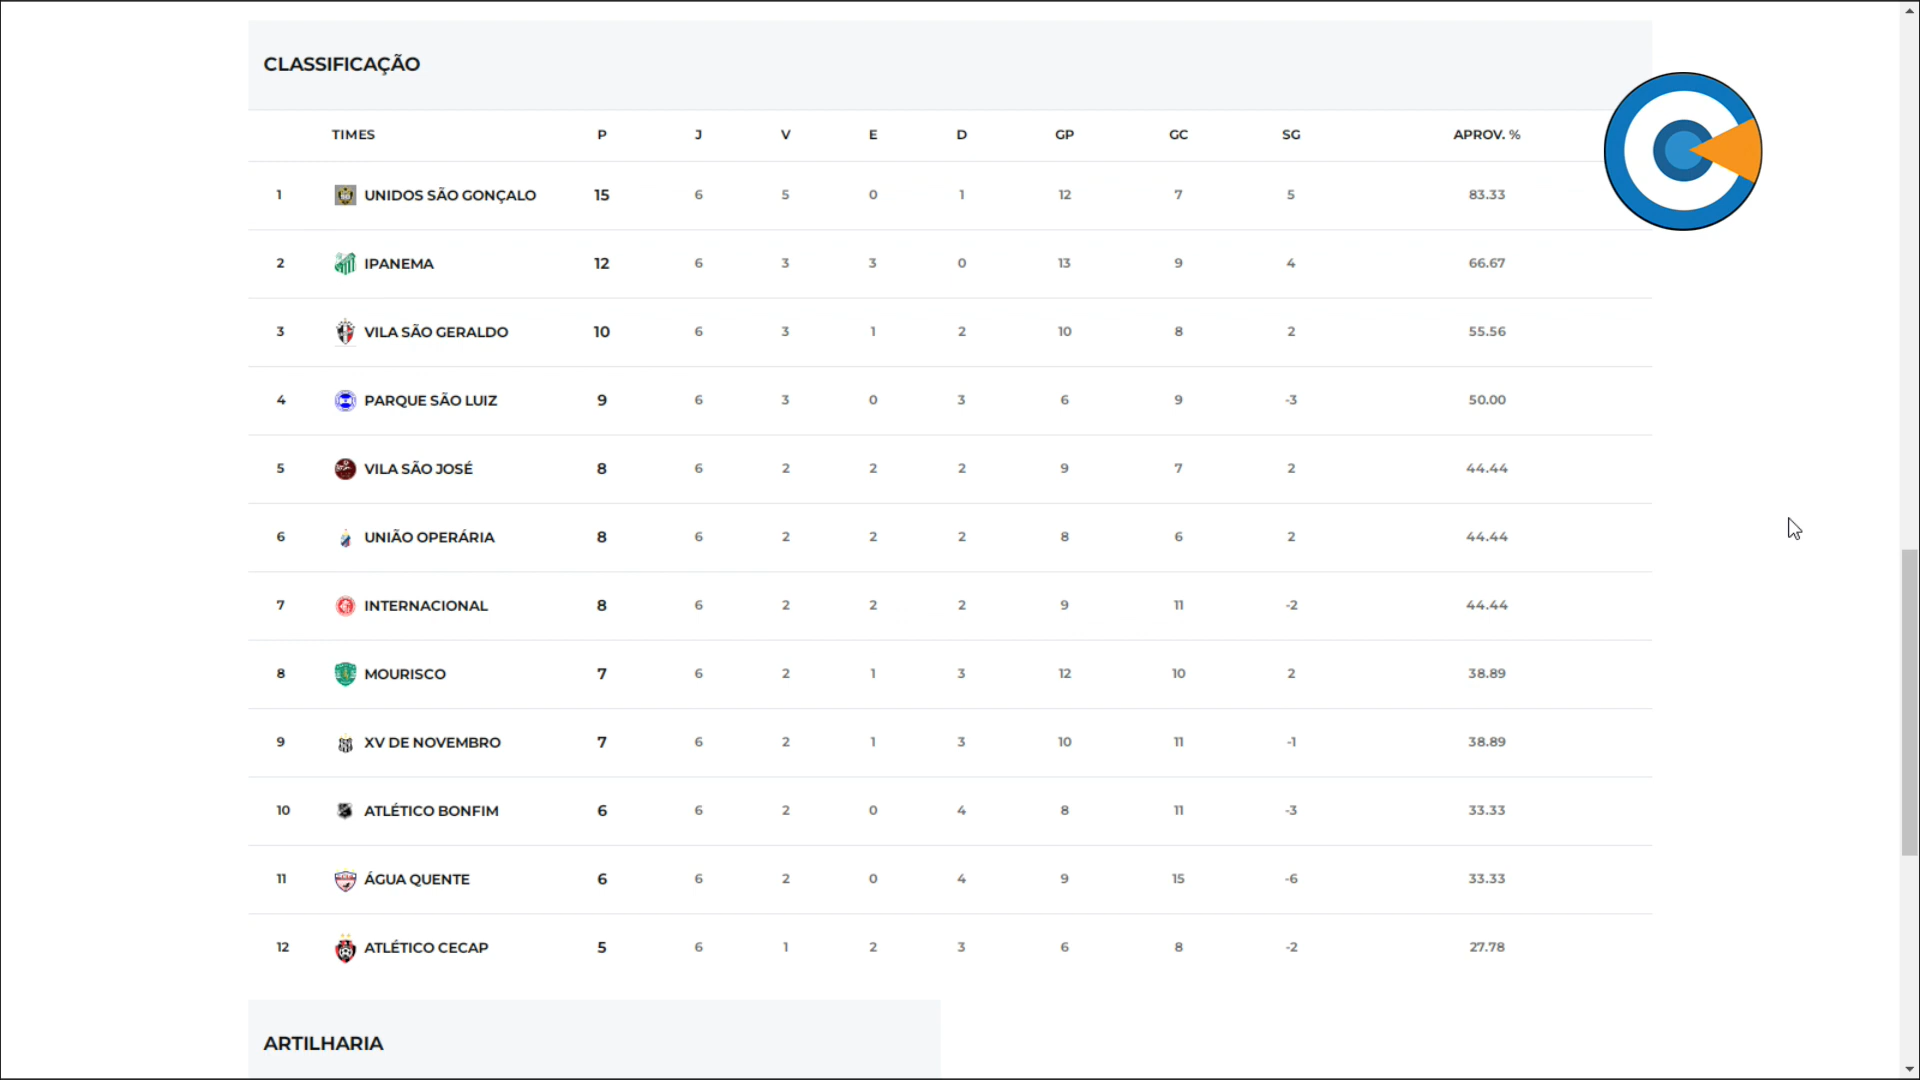 CLASSIFICAÇÃO
TIMES P J V E D GP GC SG APROV. %
1 UNIDOS SÃO GONÇALO 15 6 5 0 1 12 7 5 83.33
2 IPANEMA 12 6 3 3 0 13 9 4 66.67
3 VILA SÃO GERALDO 10 6 3 1 2 10 8 2 55.56
4 PARQUE SÃO LUIZ 9 6 3 0 3 6 9 -3 50.00
5 VILA SÃO JOSÉ 8 6 2 2 2 9 7 2 44.44
6 UNIÃO OPERÁRIA 8 6 2 2 2 8 6 2 44.44
7 INTERNACIONAL 8 6 2 2 2 9 11 -2 44.44
8 MOURISCO 7 6 2 1 3 12 10 2 38.89
9 XV DE NOVEMBRO 7 6 2 1 3 10 11 -1 38.89
10 ATLÉTICO BONFIM 6 6 2 0 4 8 11 -3 33.33
11 ÁGUA QUENTE 6 6 2 0 4 9 15 -6 33.33
12 ATLÉTICO CECAP 5 6 1 2 3 6 8 -2 27.78
ARTILHARIA